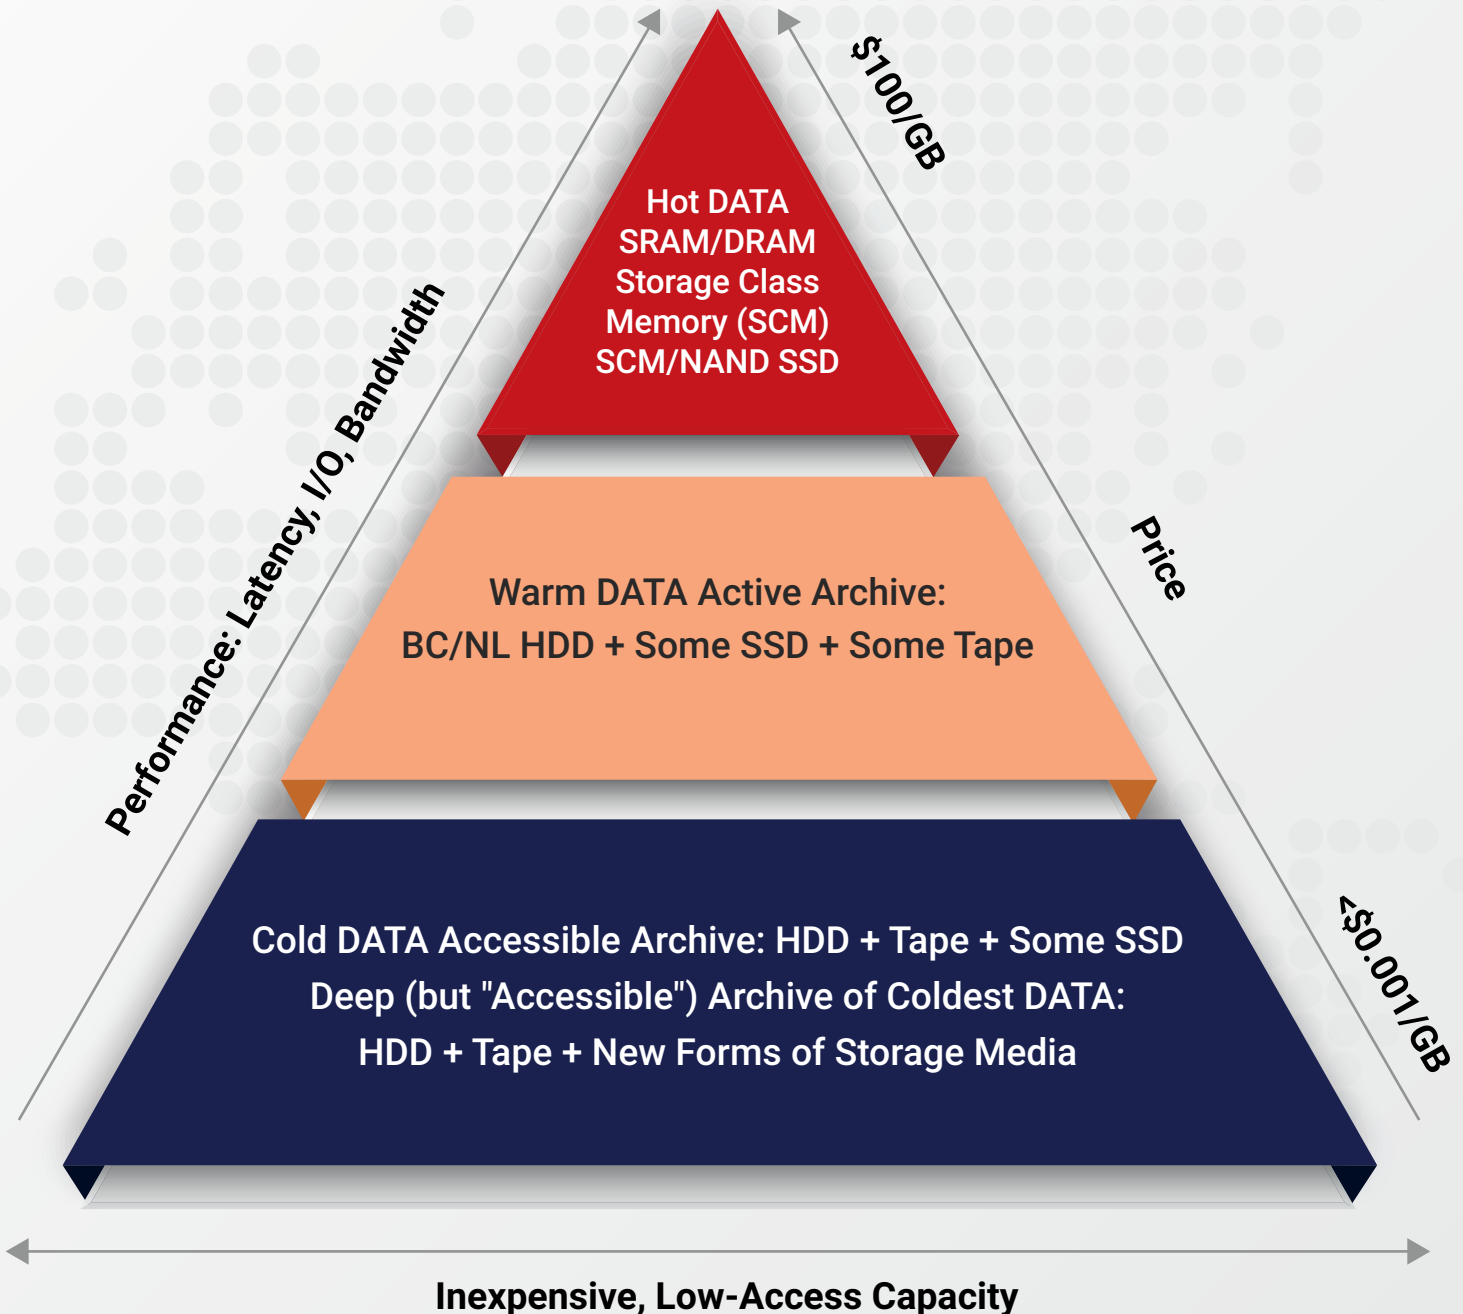 $100/GB
Hot DATA
SRAM/DRAM
Storage Class
Memory (SCM)
SCM/NAND SSD
Performance: Latency, I/O, Bandwidth
Price
Warm DATA Active Archive:
BC/NL HDD + Some SSD + Some Tape
<$0.001/GB
Cold DATA Accessible Archive: HDD + Tape + Some SSD
Deep (but "Accessible") Archive of Coldest DATA:
HDD + Tape + New Forms of Storage Media
Inexpensive, Low-Access Capacity